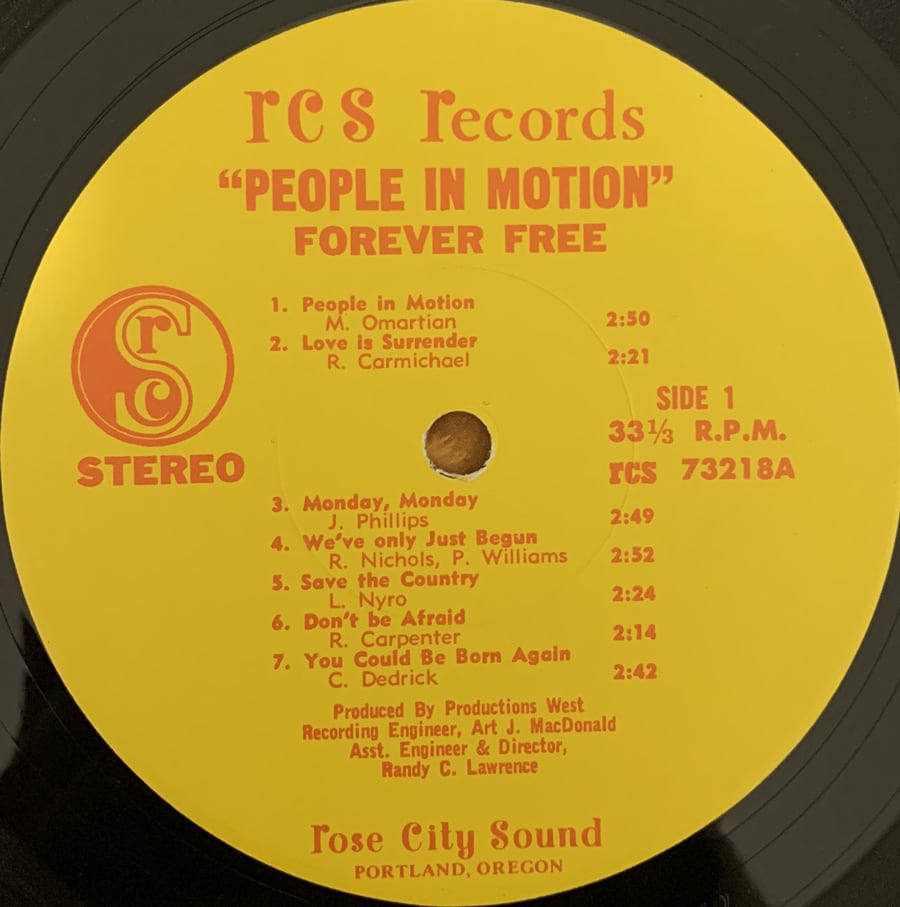 rcs records
“PEOPLE IN MOTION”
FOREVER FREE
rSc
STEREO
1. People in Motion
M. Omartian 2:50
2. Love is Surrender
R. Carmichael 2:21
SIDE 1
33⅓ R.P.M.
rcs 73218A
3. Monday, Monday
J. Phillips 2:49
4. We've only Just Begun
R. Nichols, P. Williams 2:52
5. Save the Country
L. Nyro 2:24
6. Don't be Afraid
R. Carpenter 2:14
7. You Could Be Born Again
C. Dedrick 2:42
Produced By Productions West
Recording Engineer, Art J. MacDonald
Asst. Engineer & Director,
Randy C. Lawrence
rose City Sound
PORTLAND, OREGON